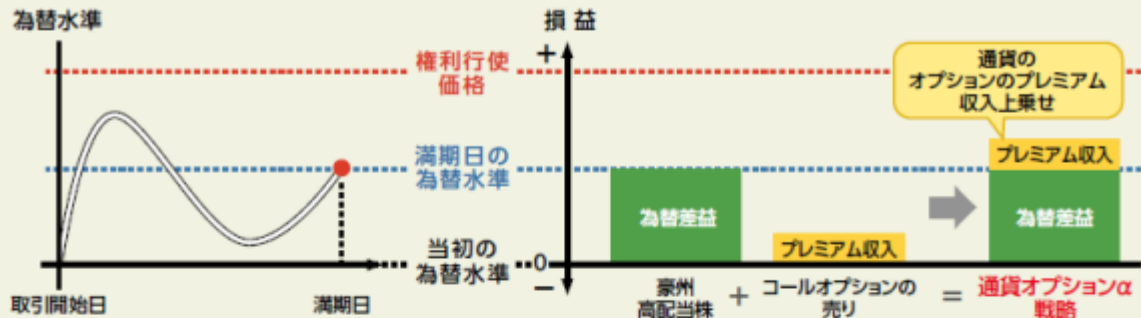 為替水準
権利行使
価格
満期日の
為替水準
当初の
為替水準
取引開始日
満期日
損益
+
0
−
通貨の
オプションのプレミアム
収入上乗せ
プレミアム収入
為替差益
プレミアム収入
為替差益
豪州
高配当株
+
コールオプションの
売り
=
通貨オプションα
戦略